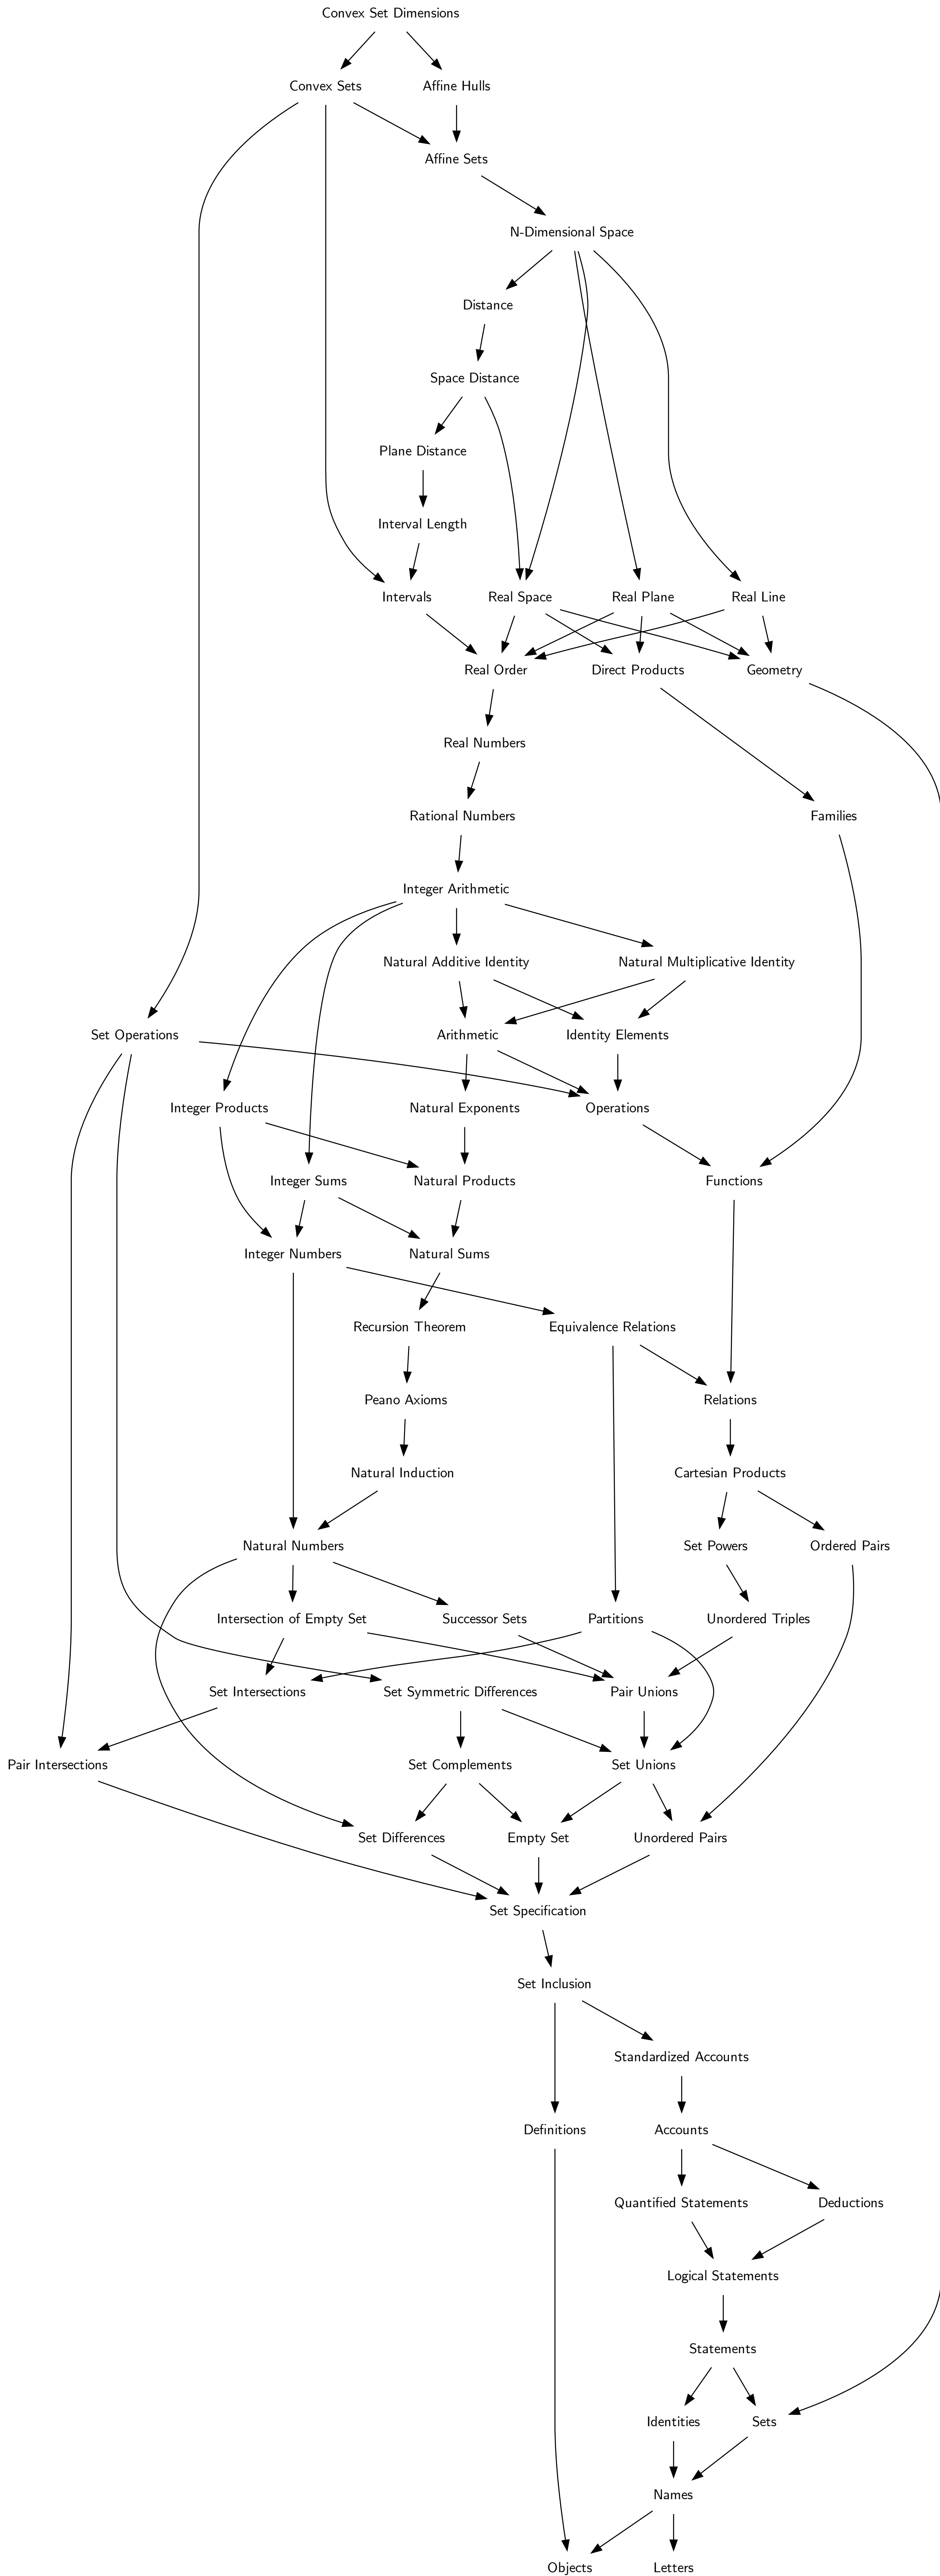 Convex Set Dimensions
Convex Sets
Affine Hulls
Affine Sets
N-Dimensional Space
Distance
Space Distance
Plane Distance
Interval Length
Intervals
Real Space
Real Plane
Real Line
Real Order
Direct Products
Geometry
Real Numbers
Rational Numbers
Families
Integer Arithmetic
Natural Additive Identity
Natural Multiplicative Identity
Set Operations
Arithmetic
Identity Elements
Integer Products
Natural Exponents
Operations
Integer Sums
Natural Products
Functions
Integer Numbers
Natural Sums
Recursion Theorem
Equivalence Relations
Peano Axioms
Relations
Natural Induction
Cartesian Products
Natural Numbers
Set Powers
Ordered Pairs
Intersection of Empty Set
Successor Sets
Partitions
Unordered Triples
Set Intersections
Set Symmetric Differences
Pair Unions
Pair Intersections
Set Complements
Set Unions
Set Differences
Empty Set
Unordered Pairs
Set Specification
Set Inclusion
Standardized Accounts
Definitions
Accounts
Quantified Statements
Deductions
Logical Statements
Statements
Identities
Sets
Names
Objects
Letters